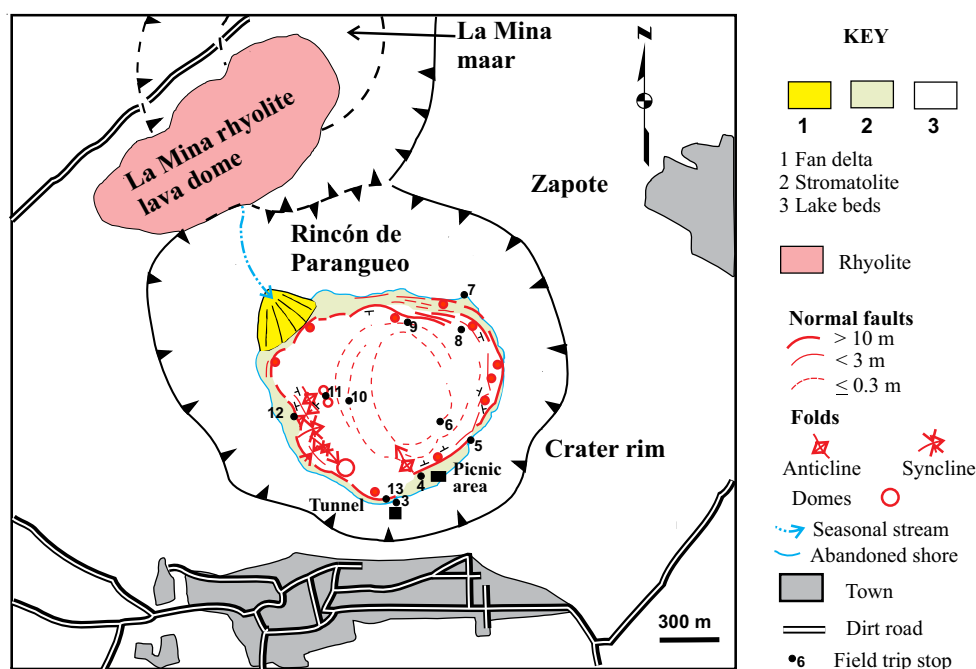 La Mina
maar
La Mina rhyolite
lava dome
Z
Zapote
Rincón de
Parangueo
7
9
8
11
10
12
6
5
Crater rim
Picnic
area
4
13
3
Tunnel
300 m
KEY
1 2 3
1 Fan delta
2 Stromatolite
3 Lake beds
Rhyolite
Normal faults
> 10 m
< 3 m
≤ 0.3 m
Folds
Anticline Syncline
Domes
Seasonal stream
Abandoned shore
Town
Dirt road
6 Field trip stop